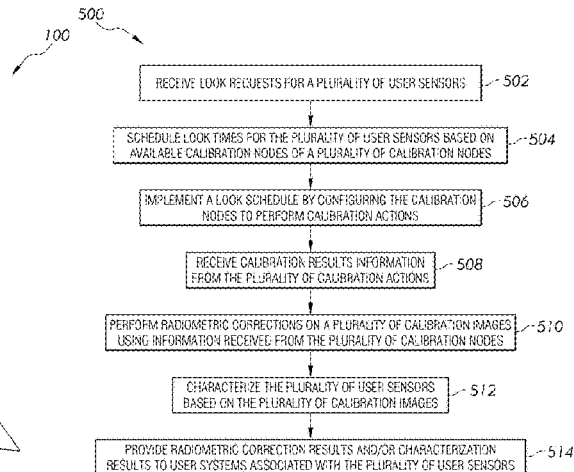 500
100
RECEIVE LOOK REQUESTS FOR A PLURALITY OF USER SENSORS
502
SCHEDULE LOOK TIMES FOR THE PLURALITY OF USER SENSORS BASED ON
AVAILABLE CALIBRATION NODES OF A PLURALITY OF CALIBRATION NODES
504
IMPLEMENT A LOOK SCHEDULE BY CONFIGURING THE CALIBRATION
NODES TO PERFORM CALIBRATION ACTIONS
506
RECEIVE CALIBRATION RESULTS INFORMATION
FROM THE PLURALITY OF CALIBRATION ACTIONS
508
PERFORM RADIOMETRIC CORRECTIONS ON A PLURALITY OF CALIBRATION IMAGES
USING INFORMATION RECEIVED FROM THE PLURALITY OF CALIBRATION NODES
510
CHARACTERIZE THE PLURALITY OF USER SENSORS
BASED ON THE PLURALITY OF CALIBRATION IMAGES
512
PROVIDE RADIOMETRIC CORRECTION RESULTS AND/OR CHARACTERIZATION
RESULTS TO USER SYSTEMS ASSOCIATED WITH THE PLURALITY OF USER SENSORS
514